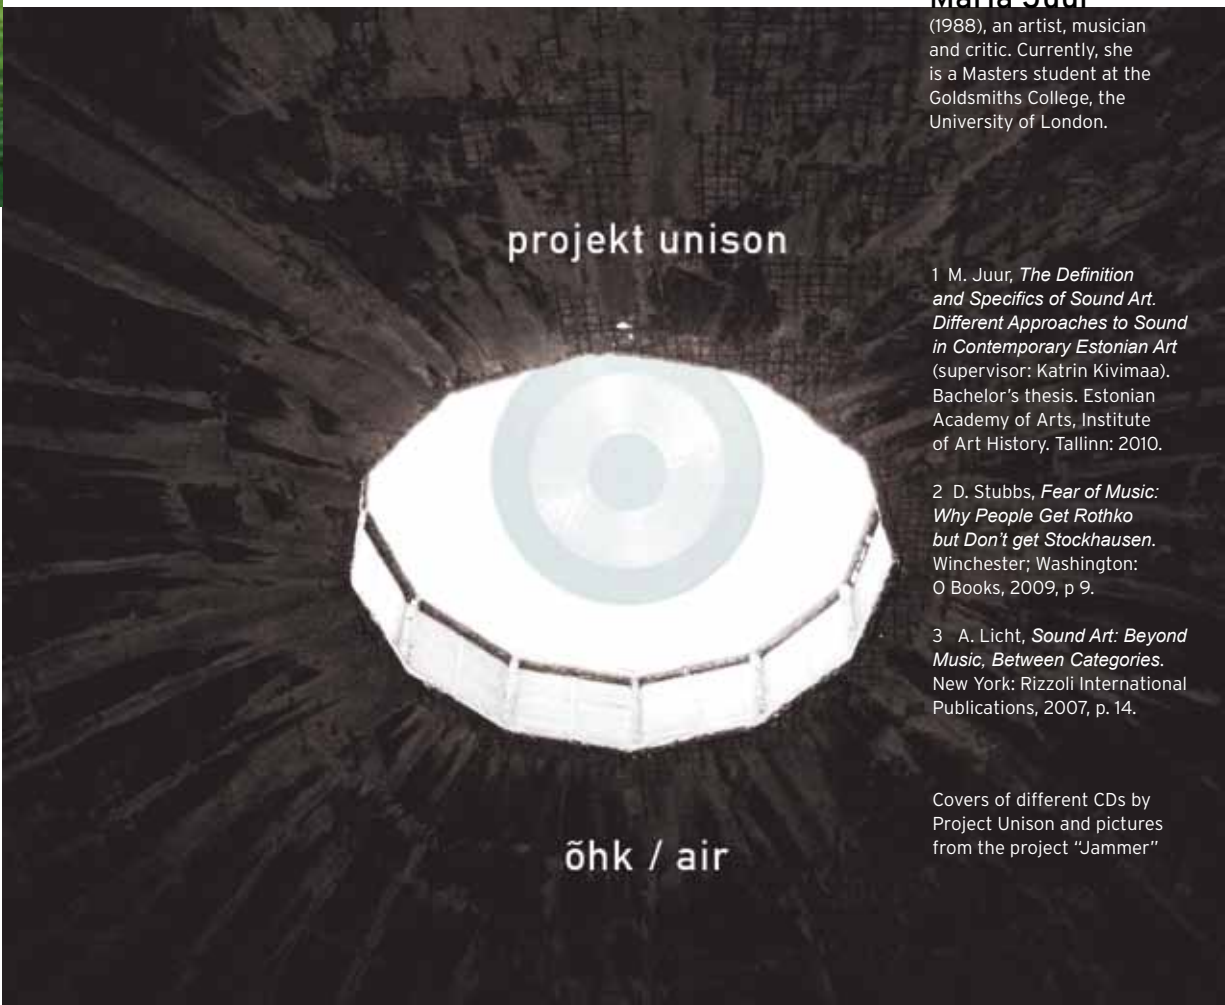 Maria Juur
(1988), an artist, musician
and critic. Currently, she
is a Masters student at the
Goldsmiths College, the
University of London.
projekt unison
1 M. Juur, The Definition
and Specifics of Sound Art.
Different Approaches to Sound
in Contemporary Estonian Art
(supervisor: Katrin Kivimaa).
Bachelor’s thesis. Estonian
Academy of Arts, Institute
of Art History. Tallinn: 2010.
2 D. Stubbs, Fear of Music:
Why People Get Rothko
but Don’t get Stockhausen.
Winchester; Washington:
O Books, 2009, p 9.
3 A. Licht, Sound Art: Beyond
Music, Between Categories.
New York: Rizzoli International
Publications, 2007, p. 14.
Covers of different CDs by
Project Unison and pictures
from the project “Jammer”
õhk / air